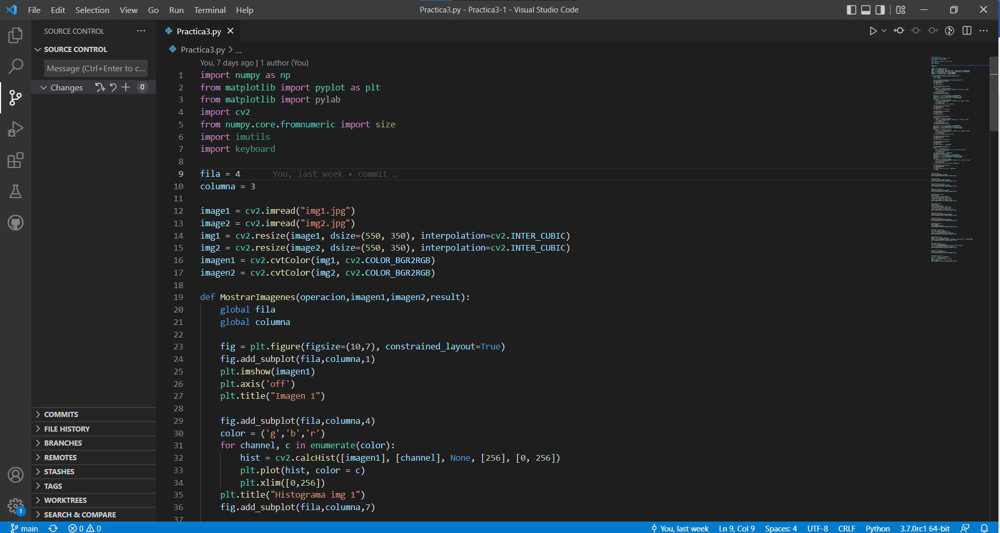 File Edit Selection View Go Run Terminal Help
Practica3.py - Practica3-1 - Visual Studio Code
SOURCE CONTROL
SOURCE CONTROL
Message (Ctrl+Enter to c...
Changes 0
COMMITS
FILE HISTORY
BRANCHES
REMOTES
STASHES
TAGS
WORKTREES
SEARCH & COMPARE
1
Practica3.py
Practica3.py > ...
You, 7 days ago | 1 author (You)
1 import numpy as np
2 from matplotlib import pyplot as plt
3 from matplotlib import pylab
4 import cv2
5 from numpy.core.fromnumeric import size
6 import imutils
7 import keyboard
8
9 fila = 4 You, last week • commit …
10 columna = 3
11
12 image1 = cv2.imread("img1.jpg")
13 image2 = cv2.imread("img2.jpg")
14 img1 = cv2.resize(image1, dsize=(550, 350), interpolation=cv2.INTER_CUBIC)
15 img2 = cv2.resize(image2, dsize=(550, 350), interpolation=cv2.INTER_CUBIC)
16 imagen1 = cv2.cvtColor(img1, cv2.COLOR_BGR2RGB)
17 imagen2 = cv2.cvtColor(img2, cv2.COLOR_BGR2RGB)
18
19 def MostrarImagenes(operacion,imagen1,imagen2,result):
20 global fila
21 global columna
22
23 fig = plt.figure(figsize=(10,7), constrained_layout=True)
24 fig.add_subplot(fila,columna,1)
25 plt.imshow(imagen1)
26 plt.axis('off')
27 plt.title("Imagen 1")
28
29 fig.add_subplot(fila,columna,4)
30 color = ('g','b','r')
31 for channel, c in enumerate(color):
32 hist = cv2.calcHist([imagen1], [channel], None, [256], [0, 256])
33 plt.plot(hist, color = c)
34 plt.xlim([0,256])
35 plt.title("Histograma img 1")
36 fig.add_subplot(fila,columna,7)
37
main 0 0 You, last week Ln 9, Col 9 Spaces: 4 UTF-8 CRLF Python 3.7.0rc1 64-bit